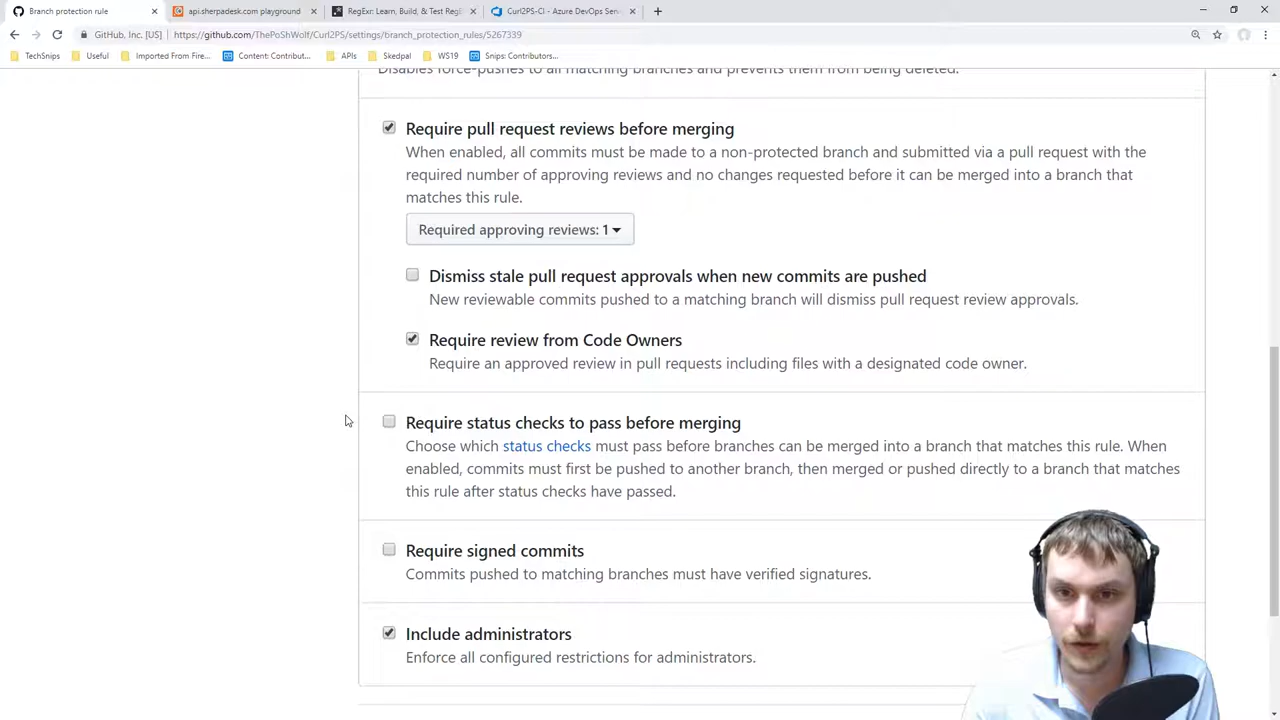 Branch protection rule
api.sherpadesk.com playground
RegExr: Learn, Build, & Test RegE
Curl2PS-CI - Azure DevOps Serv
GitHub, Inc. [US] | https://github.com/ThePoShWolf/Curl2PS/settings/branch_protection_rules/5267339
TechSnips
Useful
Imported From Fire...
Content: Contribut...
APIs
Skedpal
WS19
Snips: Contributors...
Disables force-pushes to all matching branches and prevents them from being deleted.
Require pull request reviews before merging
When enabled, all commits must be made to a non-protected branch and submitted via a pull request with the
required number of approving reviews and no changes requested before it can be merged into a branch that
matches this rule.
Required approving reviews: 1
Dismiss stale pull request approvals when new commits are pushed
New reviewable commits pushed to a matching branch will dismiss pull request review approvals.
Require review from Code Owners
Require an approved review in pull requests including files with a designated code owner.
Require status checks to pass before merging
Choose which status checks must pass before branches can be merged into a branch that matches this rule. When
enabled, commits must first be pushed to another branch, then merged or pushed directly to a branch that matches
this rule after status checks have passed.
Require signed commits
Commits pushed to matching branches must have verified signatures.
Include administrators
Enforce all configured restrictions for administrators.